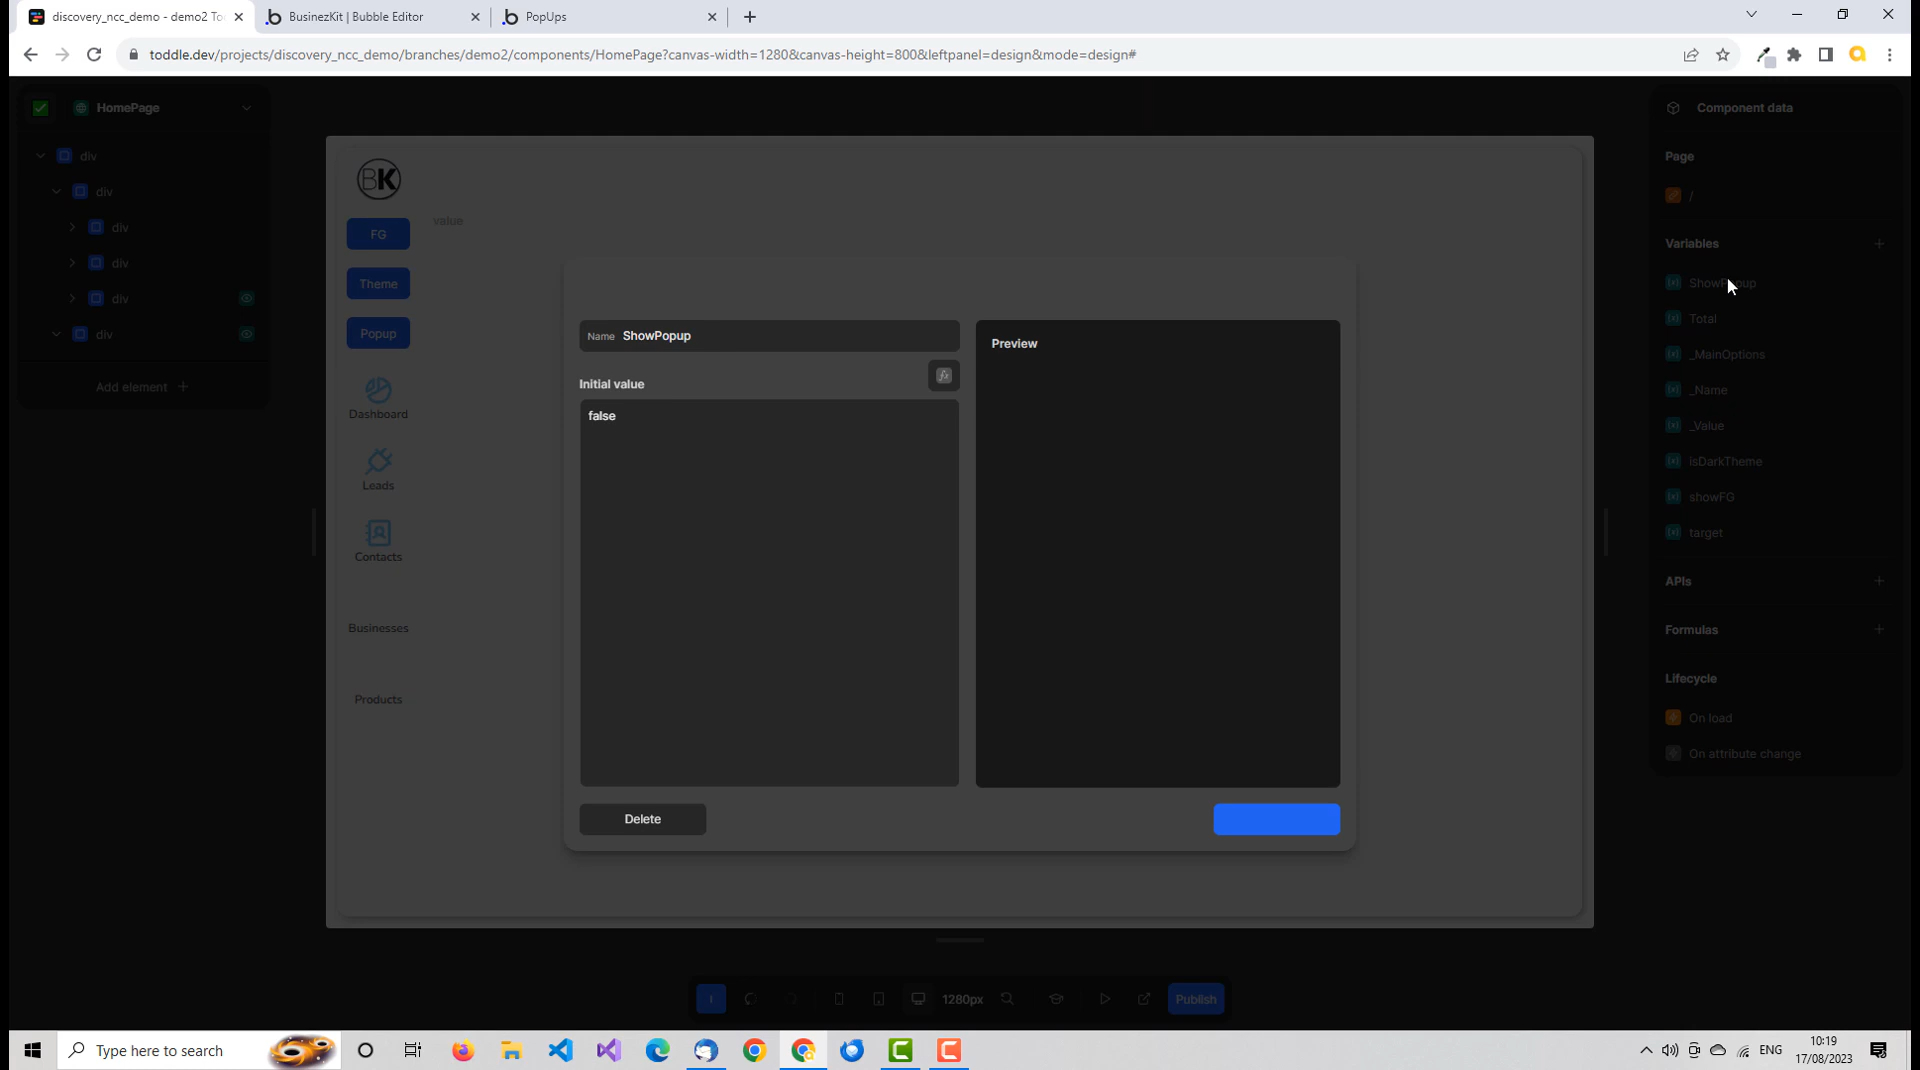 discovery_ncc_demo - demo2 To
BusinezKit | Bubble Editor
PopUps
toddle.dev/projects/discovery_ncc_demo/branches/demo2/components/HomePage?canvas-width=1280&canvas-height=800&leftpanel=design&mode=design#
HomePage
div
div
div
div
div
div
Add element +
BK
FG
value
Theme
Popup
Dashboard
Leads
Contacts
Businesses
Products
Name ShowPopup
Initial value
fx
false
Preview
Delete
Component data
Page
/
Variables
ShowPopup
Total
_MainOptions
_Name
_Value
isDarkTheme
showFG
target
APIs
Formulas
Lifecycle
On load
On attribute change
1280px
Publish
Type here to search
ENG
10:19
17/08/2023